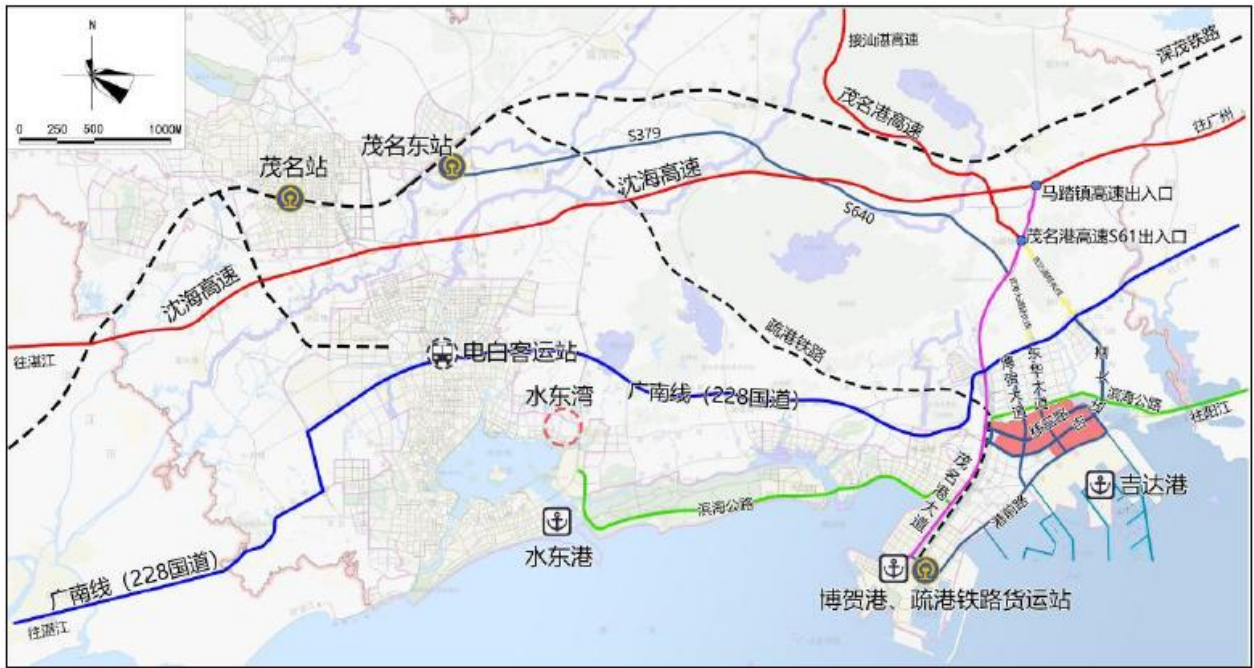 N
0 250 500 1000M
接汕湛高速
深茂铁路
茂名港高速
往广州
S379
茂名东站
茂名站
沈海高速
马踏镇高速出入口
S640
茂名港高速S61出入口
沈海高速
往湛江
疏港铁路
电白客运站
水东湾
广南线（228国道）
滨海公路
往阳江
茂名港大道
吉达港
港前路
滨海公路
水东港
广南线（228国道）
往湛江
博贺港、疏港铁路货运站